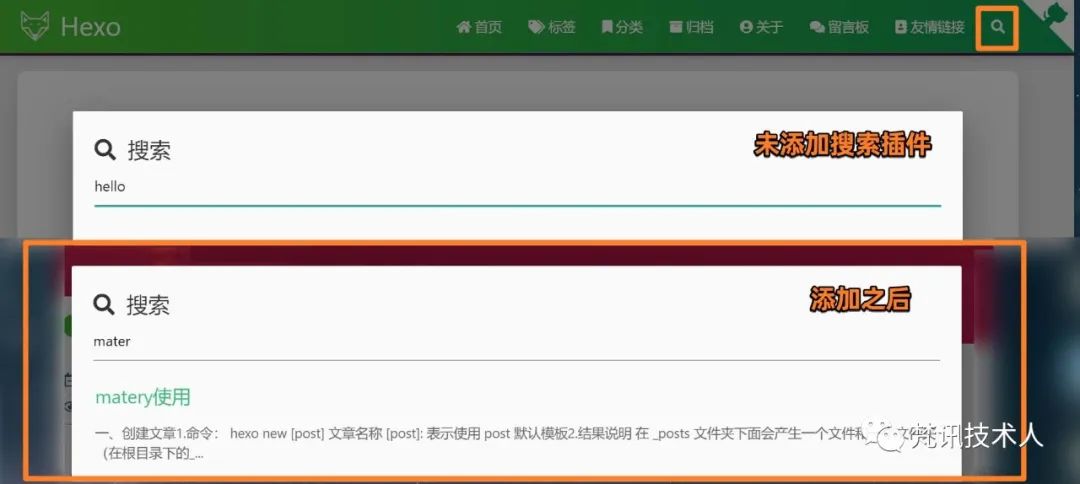 Hexo
首页 标签 分类 归档 关于 留言板 友情链接
搜索
未添加搜索插件
hello
搜索
添加之后
mater
matery使用
一、创建文章1.命令： hexo new [post] 文章名称 [post]: 表示使用 post 默认模板2.结果说明 在 _posts 文件夹下面会产生一个文件和
（在根目录下的_...
梵讯技术人